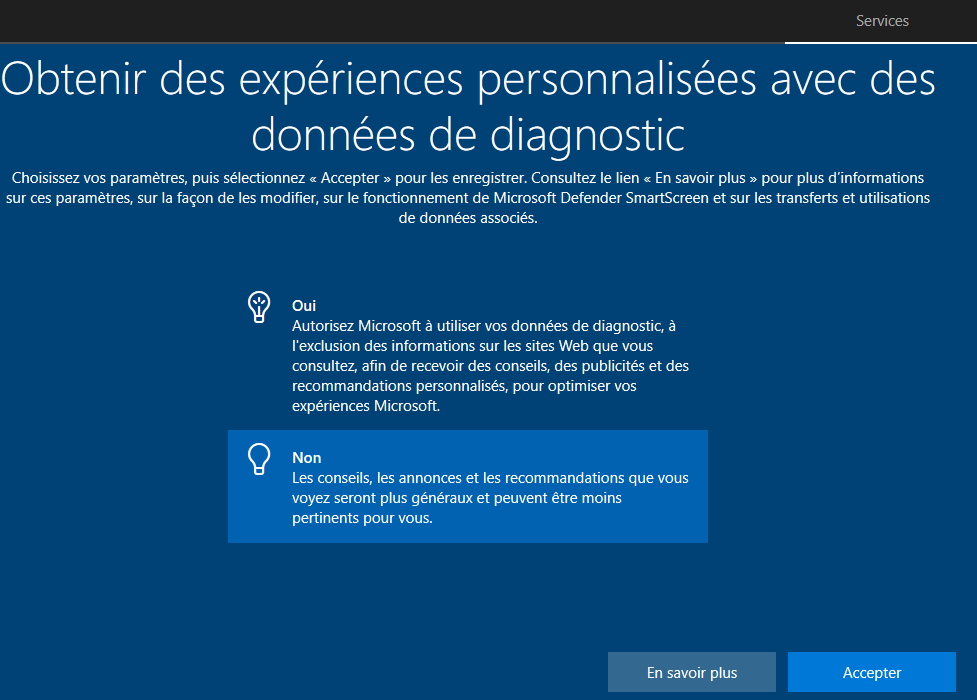 Services
Obtenir des expériences personnalisées avec des
données de diagnostic
Choisissez vos paramètres, puis sélectionnez « Accepter » pour les enregistrer. Consultez le lien « En savoir plus » pour plus d'informations
sur ces paramètres, sur la façon de les modifier, sur le fonctionnement de Microsoft Defender SmartScreen et sur les transferts et utilisations
de données associés.
Oui
Autorisez Microsoft à utiliser vos données de diagnostic, à
l'exclusion des informations sur les sites Web que vous
consultez, afin de recevoir des conseils, des publicités et des
recommandations personnalisés, pour optimiser vos
expériences Microsoft.
Non
Les conseils, les annonces et les recommandations que vous
voyez seront plus généraux et peuvent être moins
pertinents pour vous.
En savoir plus
Accepter